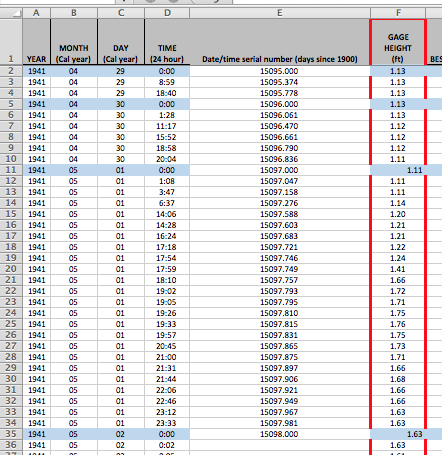 A B C D E F
MONTH DAY TIME GAGE HEIGHT
1 YEAR (Cal year) (Cal year) (24 hour) Date/time serial number (days since 1900) (ft) BES
2 1941 04 29 0:00 15095.000 1.13
3 1941 04 29 8:59 15095.374 1.13
4 1941 04 29 18:40 15095.778 1.13
5 1941 04 30 0:00 15096.000 1.13
6 1941 04 30 1:28 15096.061 1.13
7 1941 04 30 11:17 15096.470 1.12
8 1941 04 30 15:52 15096.661 1.12
9 1941 04 30 18:58 15096.790 1.12
10 1941 04 30 20:04 15096.836 1.11
11 1941 05 01 0:00 15097.000 1.11
12 1941 05 01 1:08 15097.047 1.11
13 1941 05 01 3:47 15097.158 1.11
14 1941 05 01 6:37 15097.276 1.14
15 1941 05 01 14:06 15097.588 1.20
16 1941 05 01 14:28 15097.603 1.21
17 1941 05 01 16:24 15097.683 1.21
18 1941 05 01 17:18 15097.721 1.22
19 1941 05 01 17:54 15097.746 1.24
20 1941 05 01 17:59 15097.749 1.41
21 1941 05 01 18:10 15097.757 1.66
22 1941 05 01 19:02 15097.793 1.72
23 1941 05 01 19:05 15097.795 1.71
24 1941 05 01 19:26 15097.810 1.75
25 1941 05 01 19:33 15097.815 1.76
26 1941 05 01 19:57 15097.831 1.75
27 1941 05 01 20:45 15097.865 1.73
28 1941 05 01 21:00 15097.875 1.71
29 1941 05 01 21:31 15097.897 1.66
30 1941 05 01 21:44 15097.906 1.68
31 1941 05 01 22:06 15097.921 1.66
32 1941 05 01 22:46 15097.949 1.66
33 1941 05 01 23:12 15097.967 1.63
34 1941 05 01 23:33 15097.981 1.63
35 1941 05 02 0:00 15098.000 1.63
36 1941 05 02 0:02 1.63